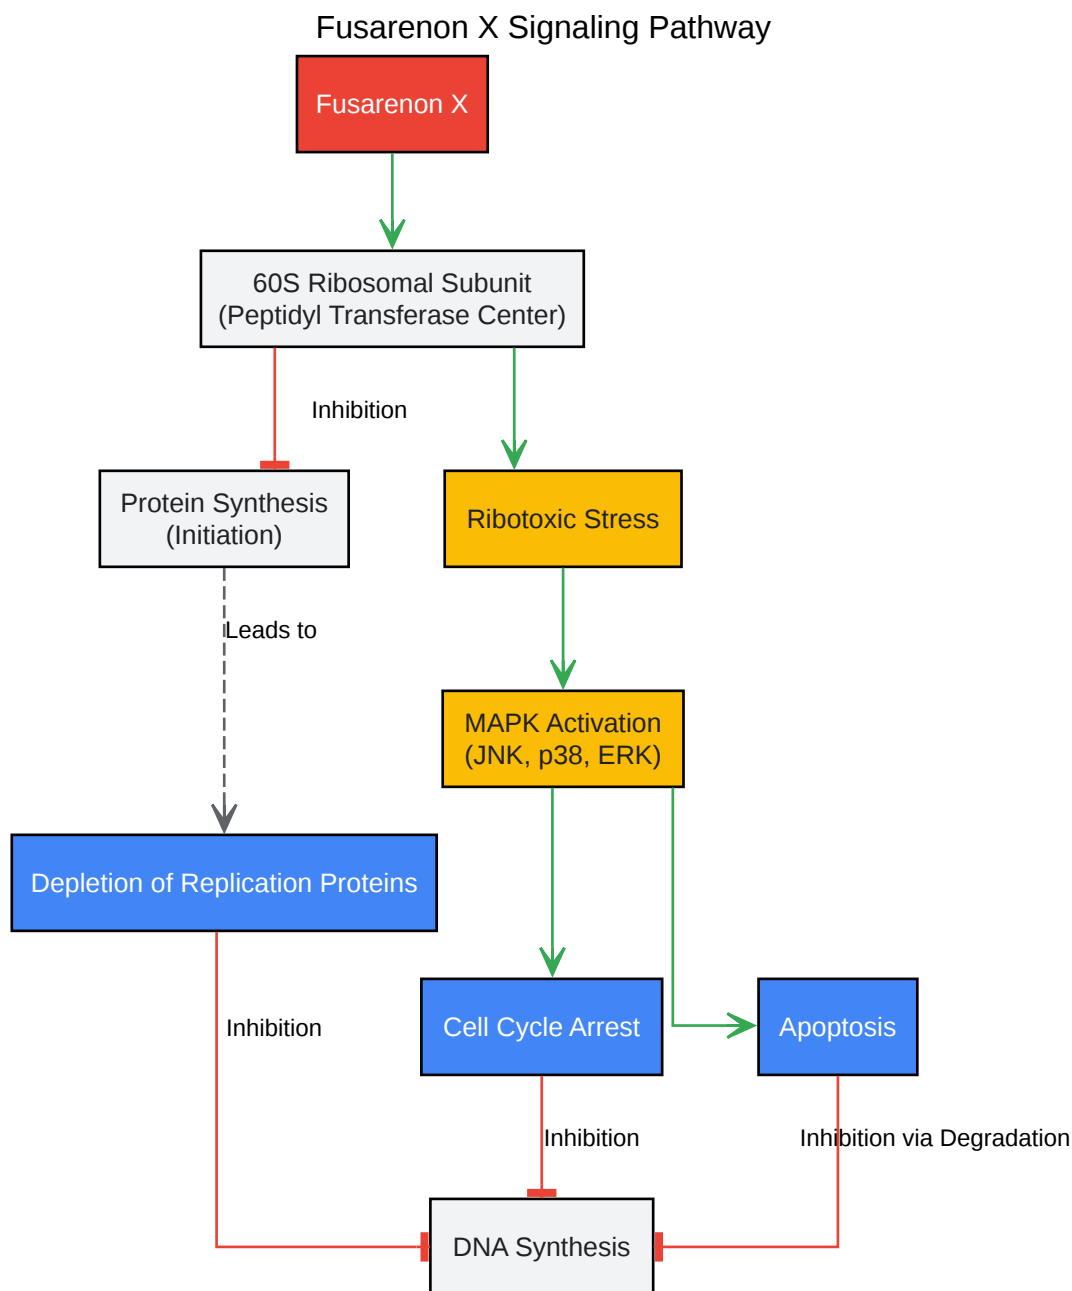 Fusarenon X Signaling Pathway
Fusarenon X
60S Ribosomal Subunit
(Peptidyl Transferase Center)
Inhibition
Protein Synthesis
(Initiation)
Ribotoxic Stress
Leads to
MAPK Activation
(JNK, p38, ERK)
Depletion of Replication Proteins
Cell Cycle Arrest
Apoptosis
Inhibition
Inhibition
Inhibition via Degradation
DNA Synthesis